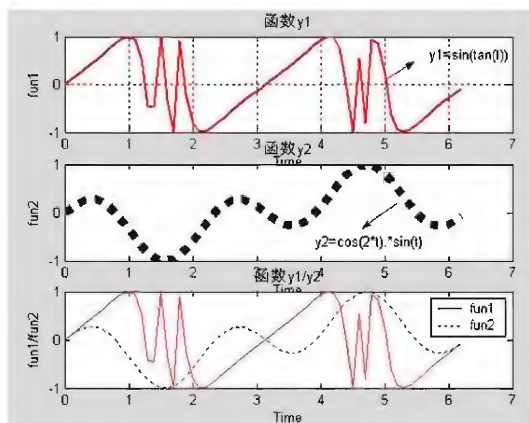 函数y1
1
0
-1
fun1
y1=sin(tan(t))
0 1 2 3 4 5 6 7
Time
函数y2
1
0
-1
fun2
y2=cos(2*t).*sin(t)
0 1 2 3 4 5 6 7
Time
函数y1/y2
1
0
-1
fun1/fun2
fun1
fun2
0 1 2 3 4 5 6 7
Time